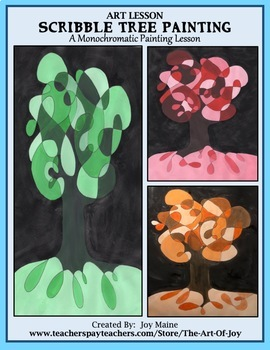 ART LESSON
SCRIBBLE TREE PAINTING
A Monochromatic Painting Lesson
Created By: Joy Maine
www.teacherspayteachers.com/Store/The-Art-Of-Joy